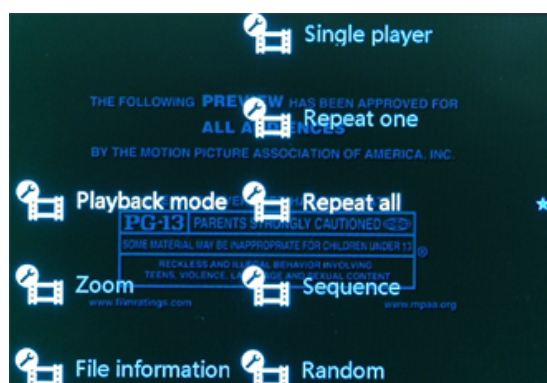 Single player
THE FOLLOWING PREVIEW HAS BEEN APPROVED FOR
Repeat one
ALL AUDIENCES
BY THE MOTION PICTURE ASSOCIATION OF AMERICA, INC.
Playback mode
Repeat all
PG-13 PARENTS STRONGLY CAUTIONED
SOME MATERIAL MAY BE INAPPROPRIATE FOR CHILDREN UNDER 13
RECKLESS AND ILLEGAL BEHAVIOR INVOLVING
Zoom
Sequence
TEENS, VIOLENCE, LANGUAGE AND SEXUAL CONTENT
www.filmratings.com
www.mpaa.org
File information
Random